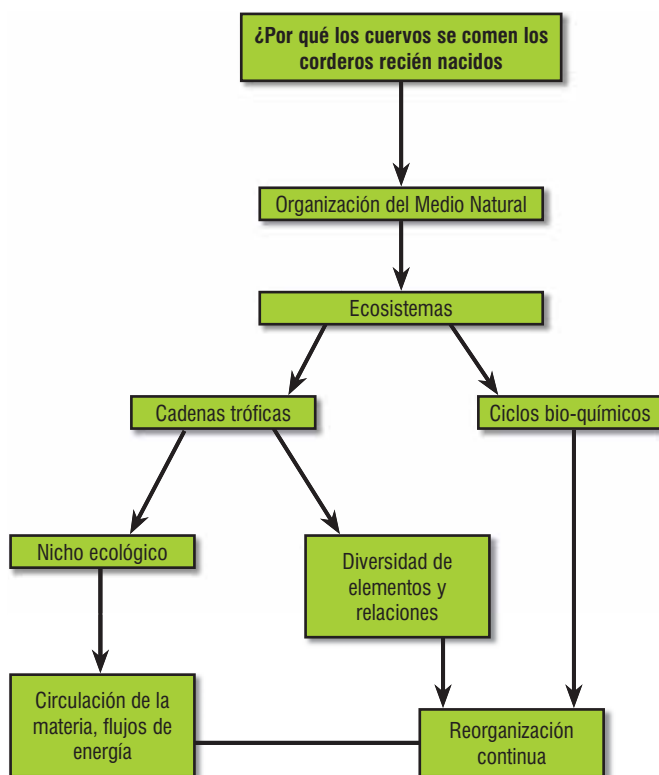 ¿Por qué los cuervos se comen los
corderos recién nacidos
Organización del Medio Natural
Ecosistemas
Cadenas tróficas
Ciclos bio-químicos
Nicho ecológico
Diversidad de
elementos y
relaciones
Circulación de la
materia, flujos de
energía
Reorganización
continua